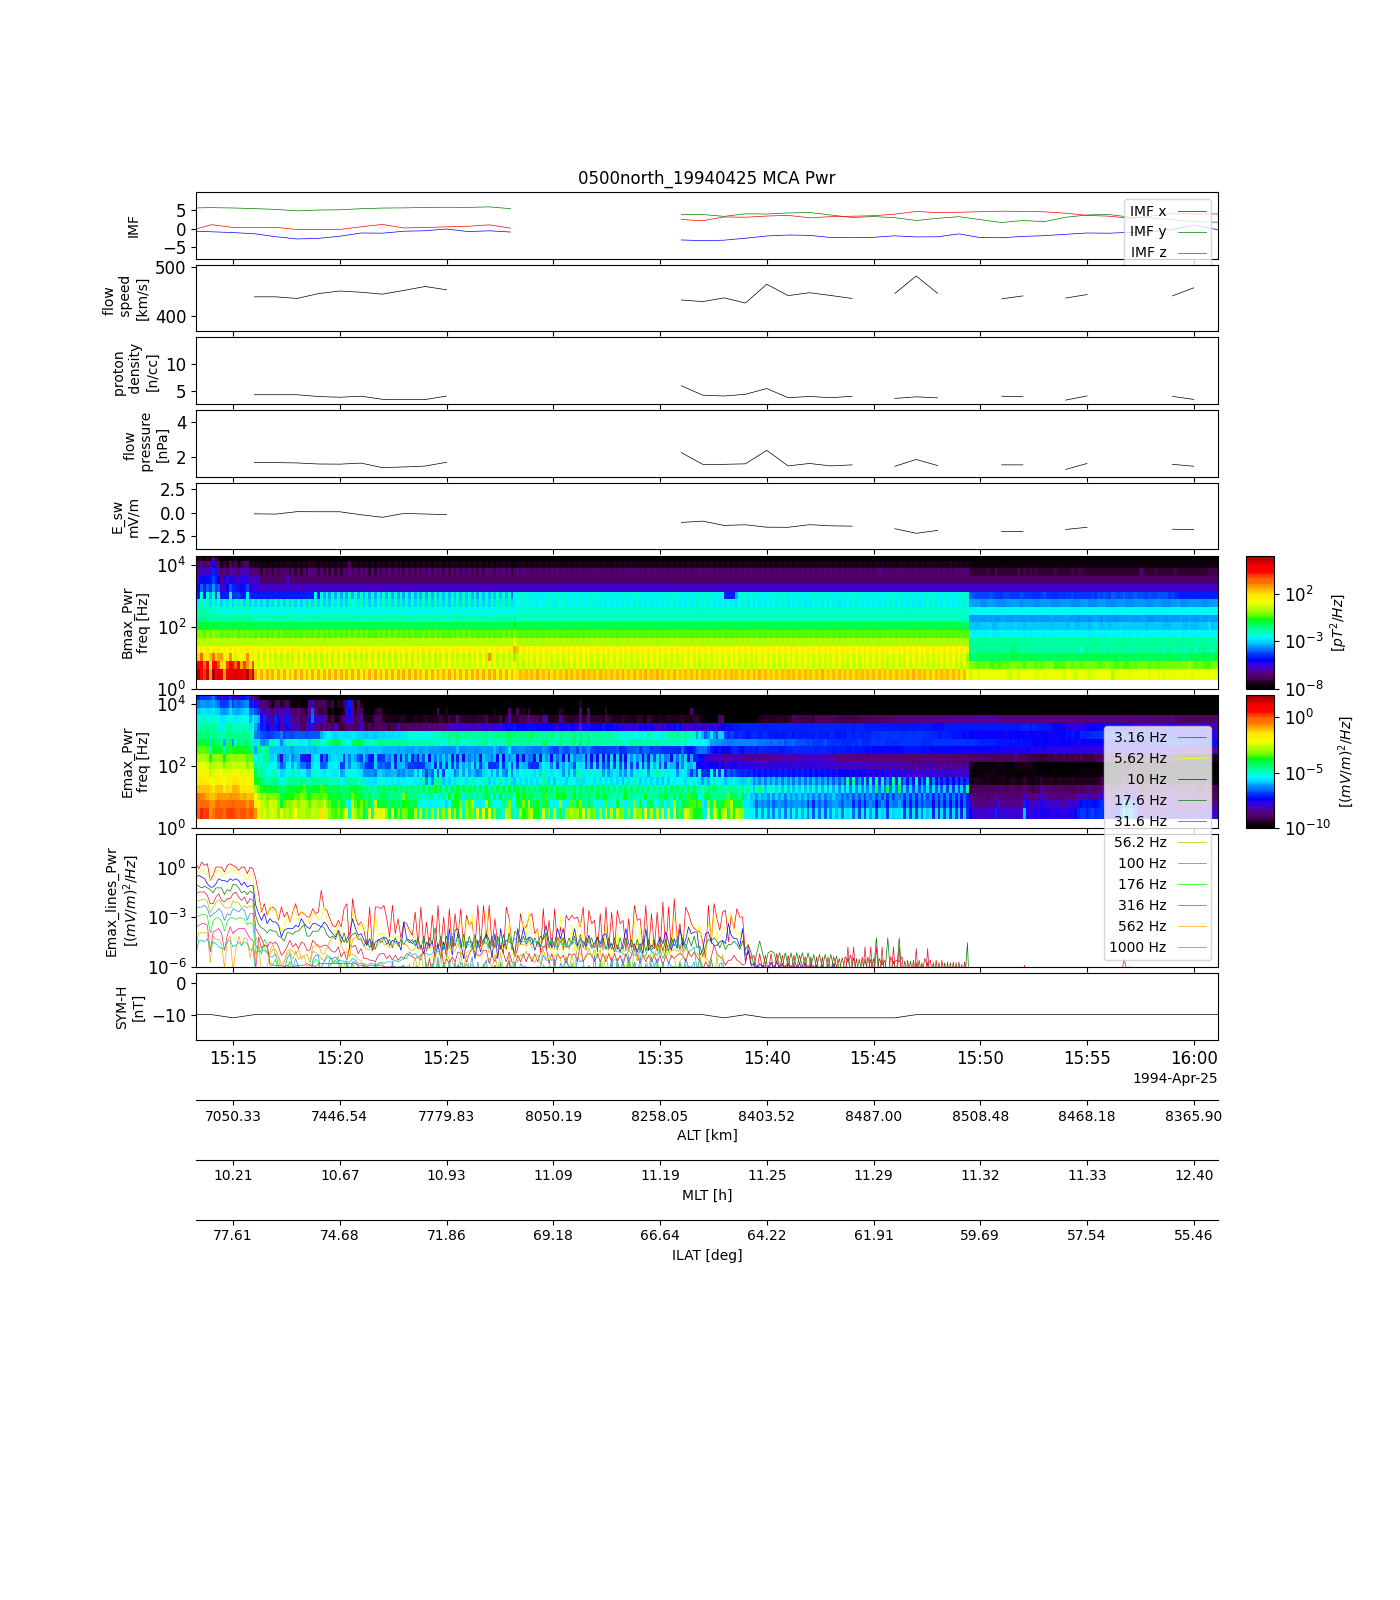 0500north_19940425 MCA Pwr
IMF
5
0
−5
IMF x
IMF y
IMF z
flow
speed
[km/s]
500
400
proton
density
[n/cc]
10
5
flow
pressure
[nPa]
4
2
E_sw
mV/m
2.5
0.0
−2.5
Bmax_Pwr
freq [Hz]
10^4
10^2
10^0
10^2
10^−3
10^−8
[pT^2/Hz]
Emax_Pwr
freq [Hz]
10^4
10^2
10^0
10^0
10^−5
10^−10
[(mV/m)^2/Hz]
3.16 Hz
5.62 Hz
10 Hz
17.6 Hz
31.6 Hz
56.2 Hz
100 Hz
176 Hz
316 Hz
562 Hz
1000 Hz
Emax_lines_Pwr
[(mV/m)^2/Hz]
10^0
10^−3
10^−6
SYM-H
[nT]
0
−10
15:15 15:20 15:25 15:30 15:35 15:40 15:45 15:50 15:55 16:00
1994-Apr-25
7050.33 7446.54 7779.83 8050.19 8258.05 8403.52 8487.00 8508.48 8468.18 8365.90
ALT [km]
10.21 10.67 10.93 11.09 11.19 11.25 11.29 11.32 11.33 12.40
MLT [h]
77.61 74.68 71.86 69.18 66.64 64.22 61.91 59.69 57.54 55.46
ILAT [deg]